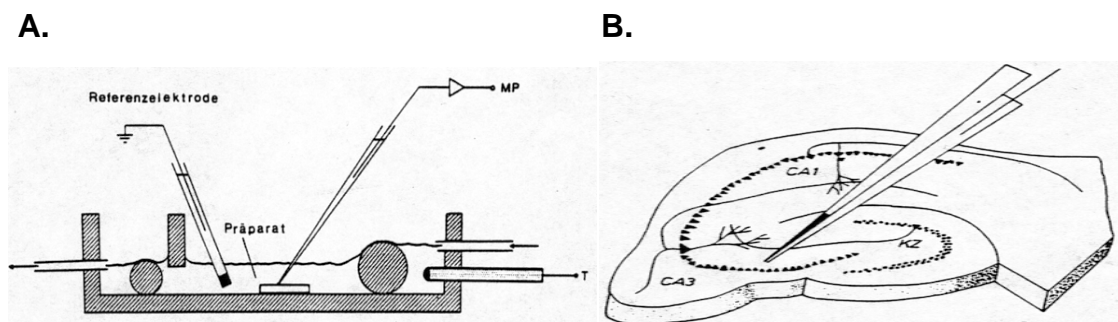 A.
B.
Referenzelektrode
MP
Präparat
T
CA1
KZ
CA3